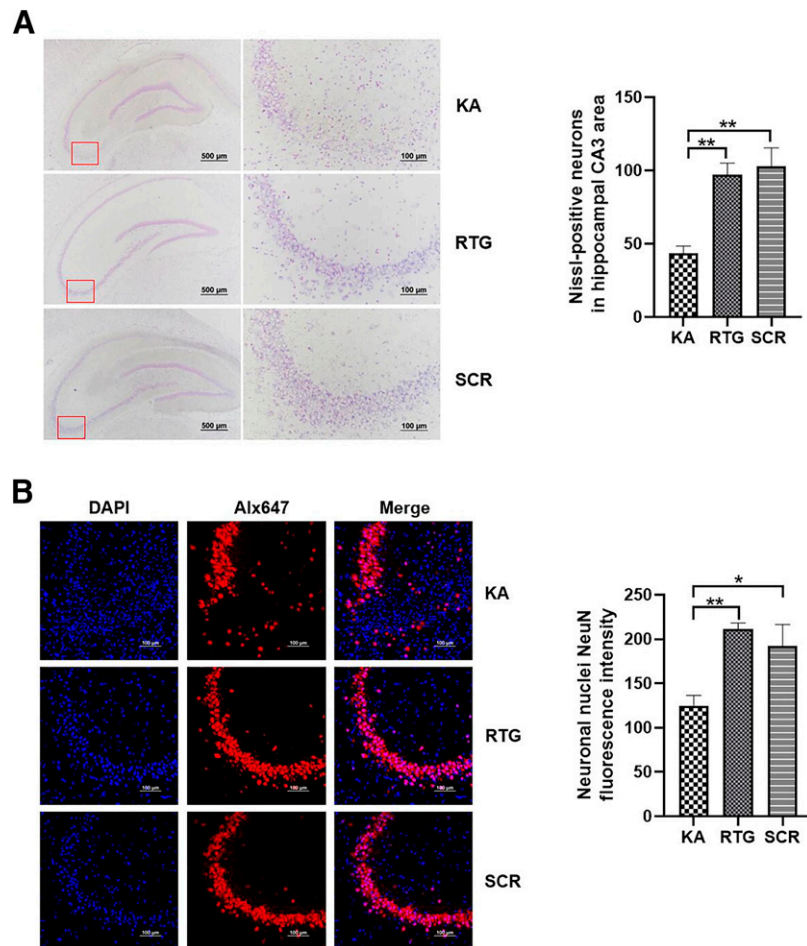 A
KA
500 µm
100 µm
RTG
500 µm
100 µm
SCR
500 µm
100 µm
Nissl-positive neurons
in hippocampal CA3 area
150
100
50
0
**
**
KA RTG SCR
B
DAPI Alx647 Merge
KA
100 µm
100 µm
100 µm
RTG
100 µm
100 µm
100 µm
SCR
100 µm
100 µm
100 µm
Neuronal nuclei NeuN
fluorescence intensity
250
200
150
100
50
0
*
**
KA RTG SCR